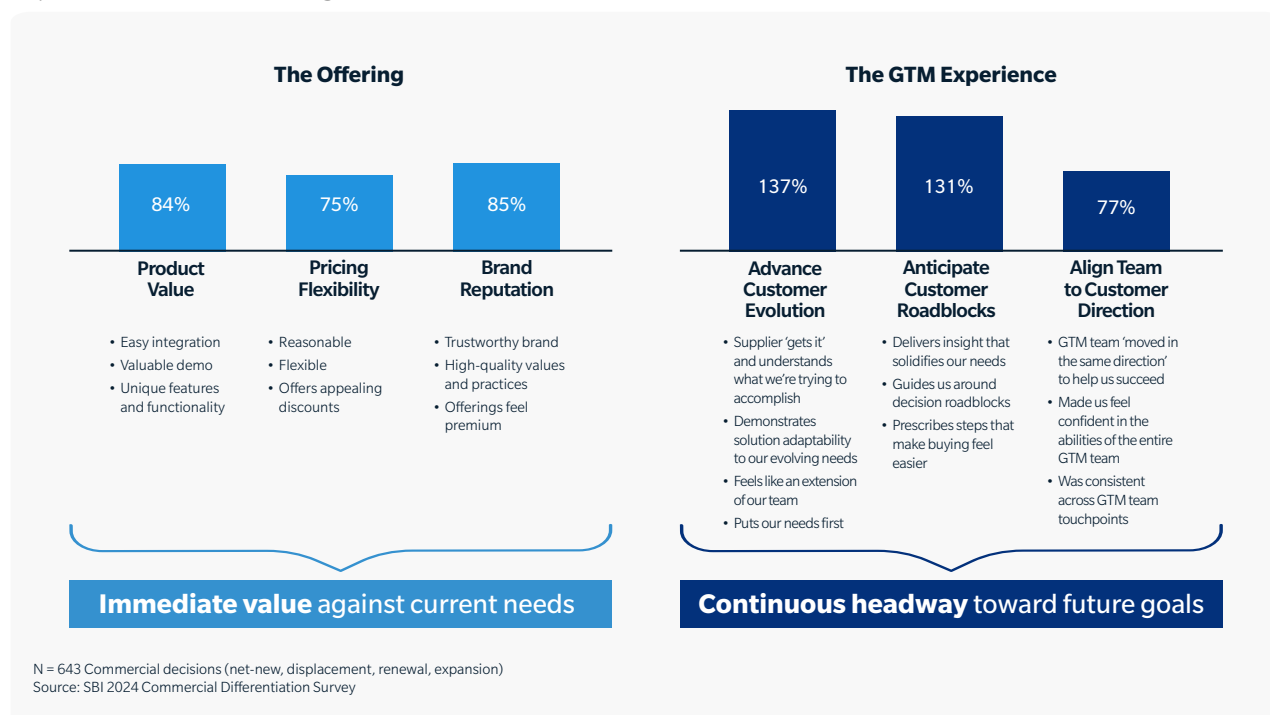 The Offering
84%
75%
85%
Product
Value
Pricing
Flexibility
Brand
Reputation
• Easy integration
• Valuable demo
• Unique features
and functionality
• Reasonable
• Flexible
• Offers appealing
discounts
• Trustworthy brand
• High-quality values
and practices
• Offerings feel
premium
Immediate value against current needs
The GTM Experience
137%
131%
77%
Advance
Customer
Evolution
Anticipate
Customer
Roadblocks
Align Team
to Customer
Direction
• Supplier ‘gets it’
and understands
what we’re trying to
accomplish
• Demonstrates
solution adaptability
to our evolving needs
• Feels like an extension
of our team
• Puts our needs first
• Delivers insight that
solidifies our needs
• Guides us around
decision roadblocks
• Prescribes steps that
make buying feel
easier
• GTM team ‘moved in
the same direction’
to help us succeed
• Made us feel
confident in the
abilities of the entire
GTM team
• Was consistent
across GTM team
touchpoints
Continuous headway toward future goals
N = 643 Commercial decisions (net-new, displacement, renewal, expansion)
Source: SBI 2024 Commercial Differentiation Survey